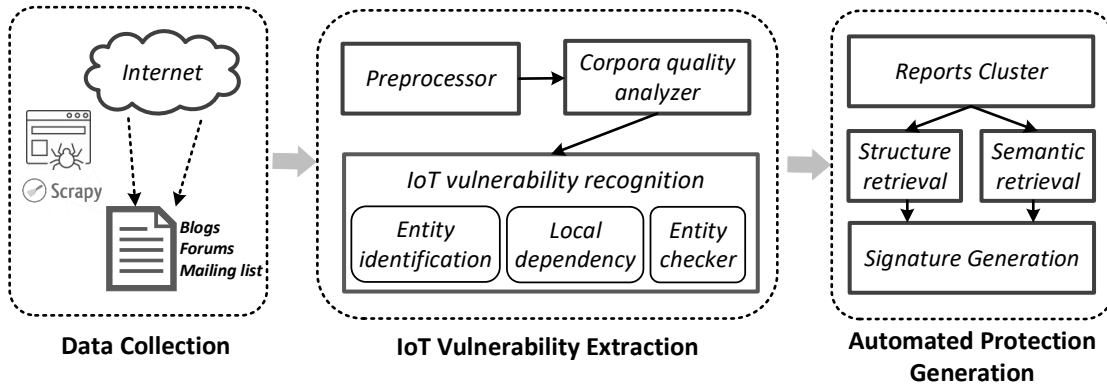 Internet
Scrapy
Blogs
Forums
Mailing list
Data Collection
Preprocessor
Corpora quality
analyzer
IoT vulnerability recognition
Entity
identification
Local
dependency
Entity
checker
IoT Vulnerability Extraction
Reports Cluster
Structure
retrieval
Semantic
retrieval
Signature Generation
Automated Protection
Generation